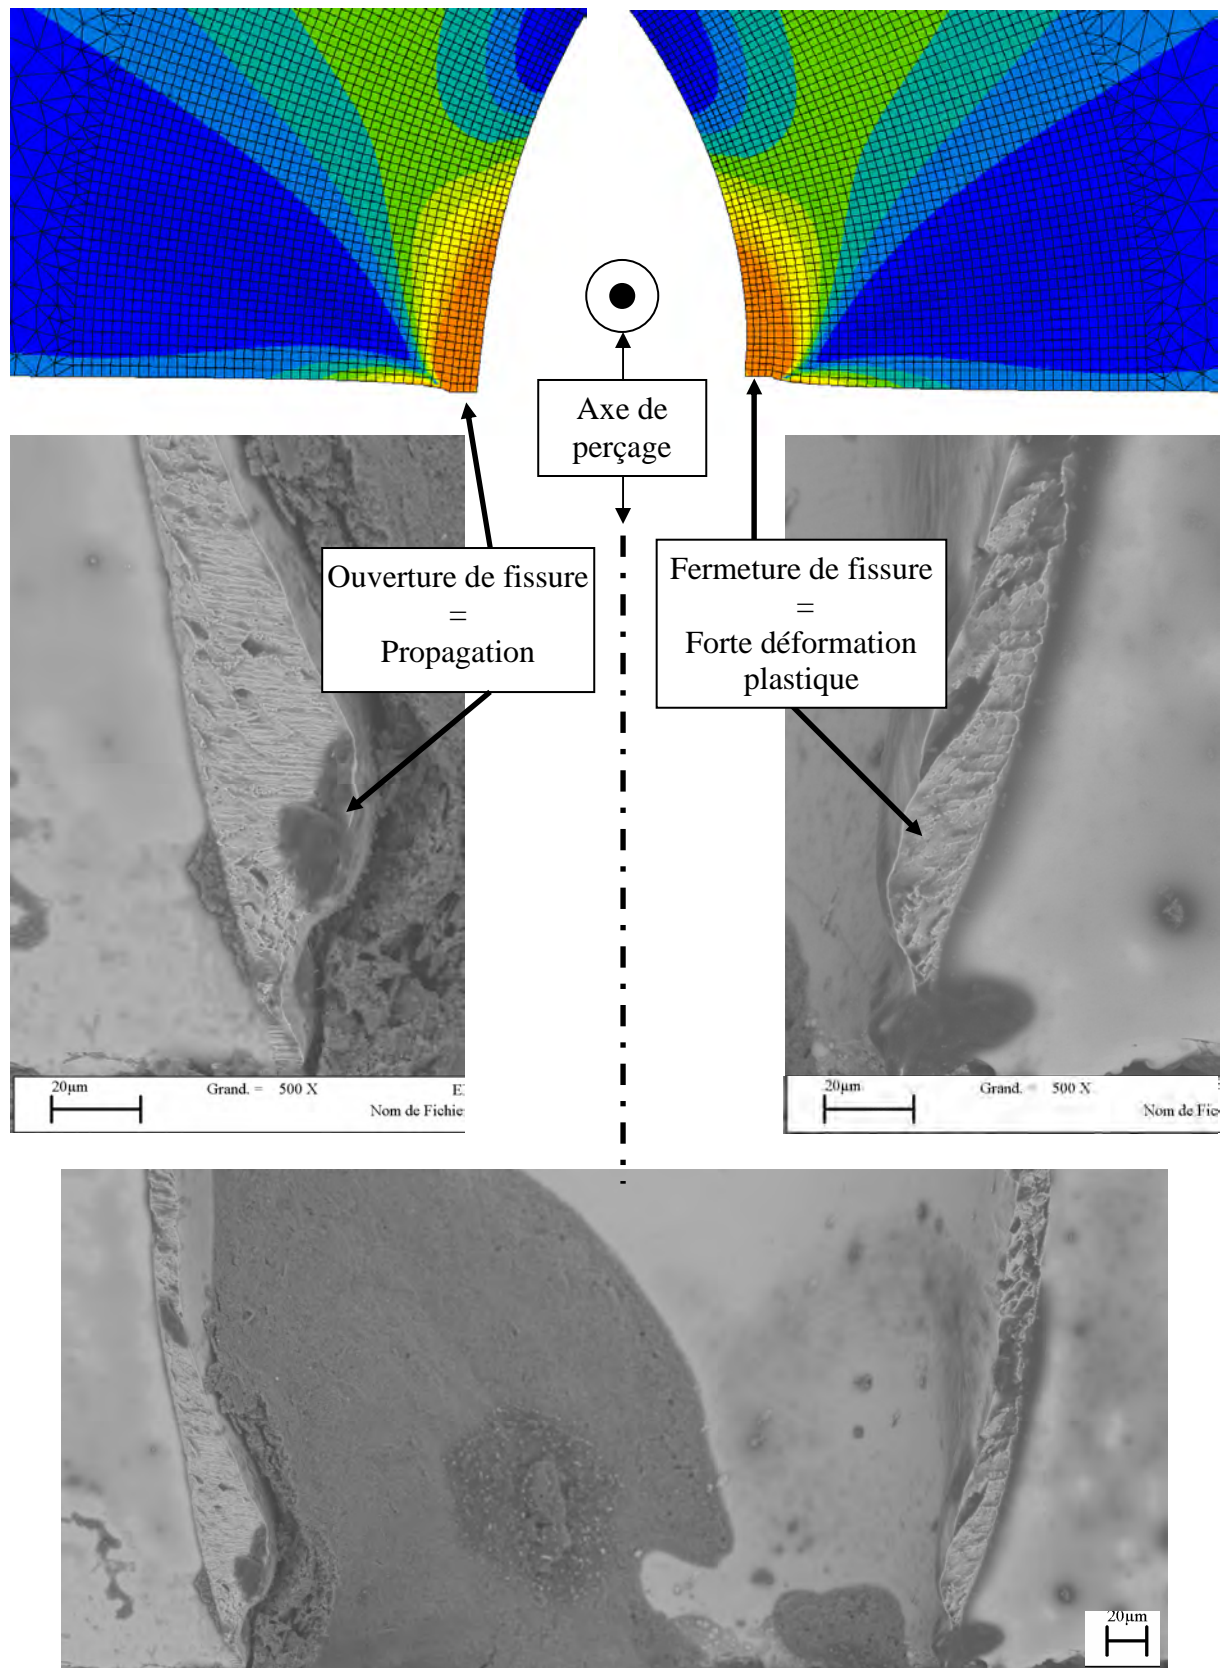 Axe de
perçage
Ouverture de fissure
=
Propagation
Fermeture de fissure
=
Forte déformation
plastique
20µm
Grand. = 500 X
E
Nom de Fichie
20µm
Grand. = 500 X
Nom de Fic
20µm